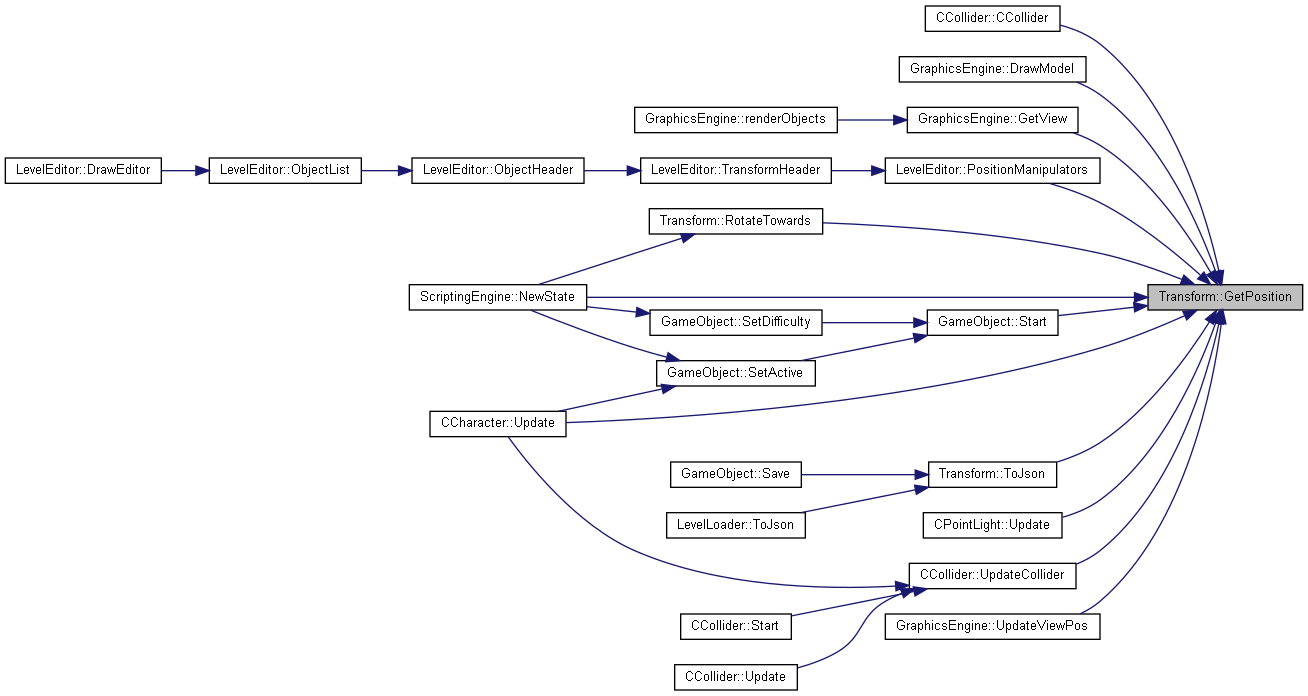 CCollider::CCollider
GraphicsEngine::DrawModel
GraphicsEngine::renderObjects
GraphicsEngine::GetView
LevelEditor::DrawEditor
LevelEditor::ObjectList
LevelEditor::ObjectHeader
LevelEditor::TransformHeader
LevelEditor::PositionManipulators
Transform::RotateTowards
ScriptingEngine::NewState
Transform::GetPosition
GameObject::SetDifficulty
GameObject::Start
GameObject::SetActive
CCharacter::Update
GameObject::Save
Transform::ToJson
LevelLoader::ToJson
CPointLight::Update
CCollider::UpdateCollider
CCollider::Start
GraphicsEngine::UpdateViewPos
CCollider::Update